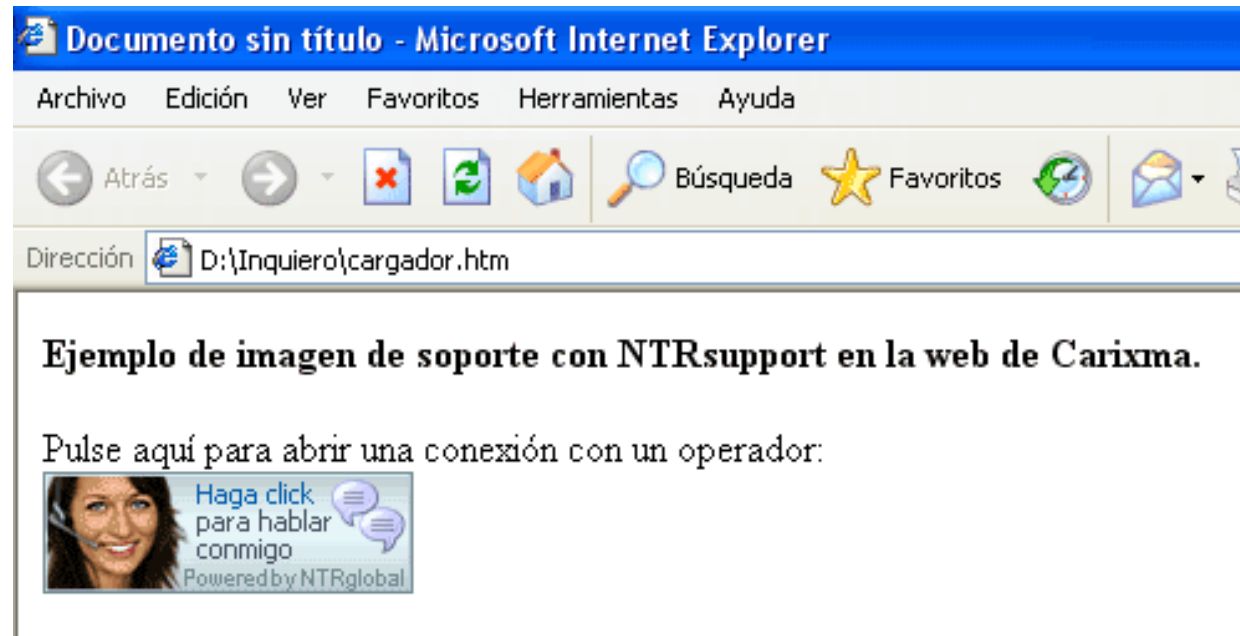 Documento sin título - Microsoft Internet Explorer
Archivo Edición Ver Favoritos Herramientas Ayuda
Atrás Búsqueda Favoritos
Dirección D:\Inquiero\cargador.htm
Ejemplo de imagen de soporte con NTRsupport en la web de Carixma.
Pulse aquí para abrir una conexión con un operador:
Haga click
para hablar
conmigo
Powered by NTRglobal